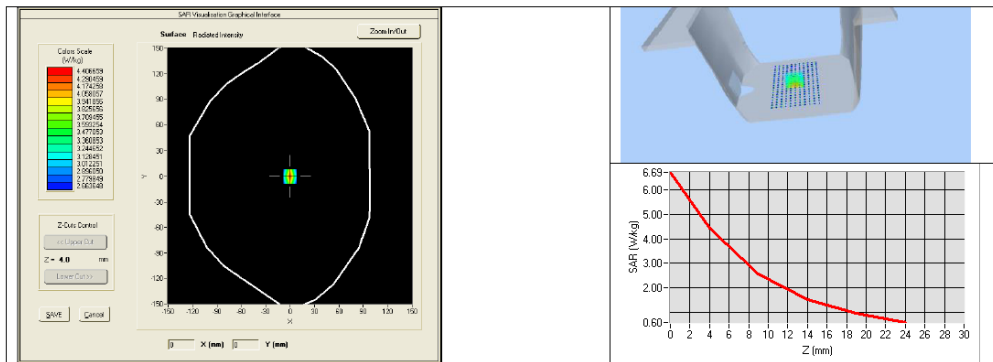 SAR Visualisation Graphical Interface
Surface Radiated Intensity
Zoom In/Out
Colors Scale
(W/kg)
4.406659
4.290459
4.174258
4.058057
3.941856
3.825656
3.709455
3.593254
3.477053
3.360853
3.244652
3.128451
3.012251
2.896050
2.779849
2.663648
150
120
90
60
30
0
-30
-60
-90
-120
-150
Y
-150 -120 -90 -60 -30 0 30 60 90 120 150
X
Z-Cuts Control
<< Upper Cut
Z = 4.0 mm
Lower Cut >>
SAVE Cancel
0 X (mm) 0 Y (mm)
6.69
6.00
5.00
4.00
3.00
2.00
0.60
SAR (W/kg)
0 2 4 6 8 10 12 14 16 18 20 22 24 26 28 30
Z (mm)